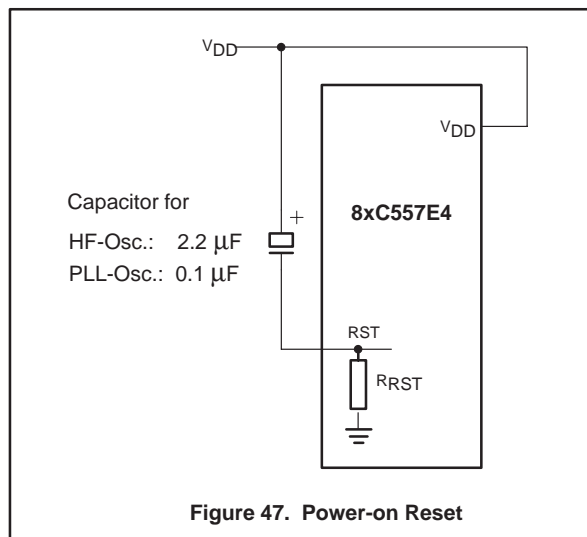 VDD
VDD
8xC557E4
Capacitor for
+
HF-Osc.: 2.2 μF
PLL-Osc.: 0.1 μF
RST
RRST
Figure 47. Power-on Reset